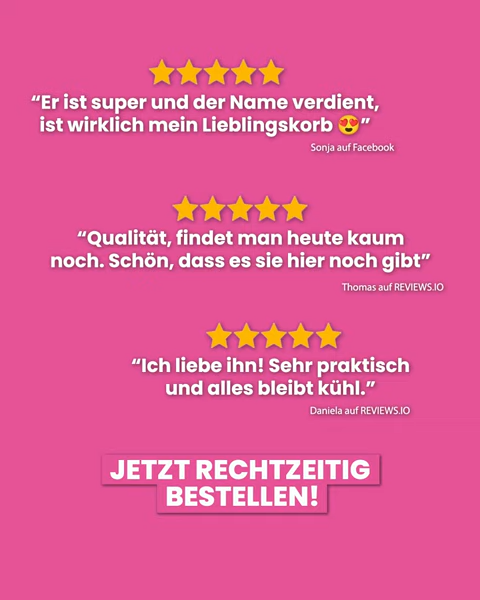 “Er ist super und der Name verdient,
ist wirklich mein Lieblingskorb 😍”
Sonja auf Facebook
“Qualität, findet man heute kaum
noch. Schön, dass es sie hier noch gibt”
Thomas auf REVIEWS.IO
“Ich liebe ihn! Sehr praktisch
und alles bleibt kühl.”
Daniela auf REVIEWS.IO
JETZT RECHTZEITIG
BESTELLEN!